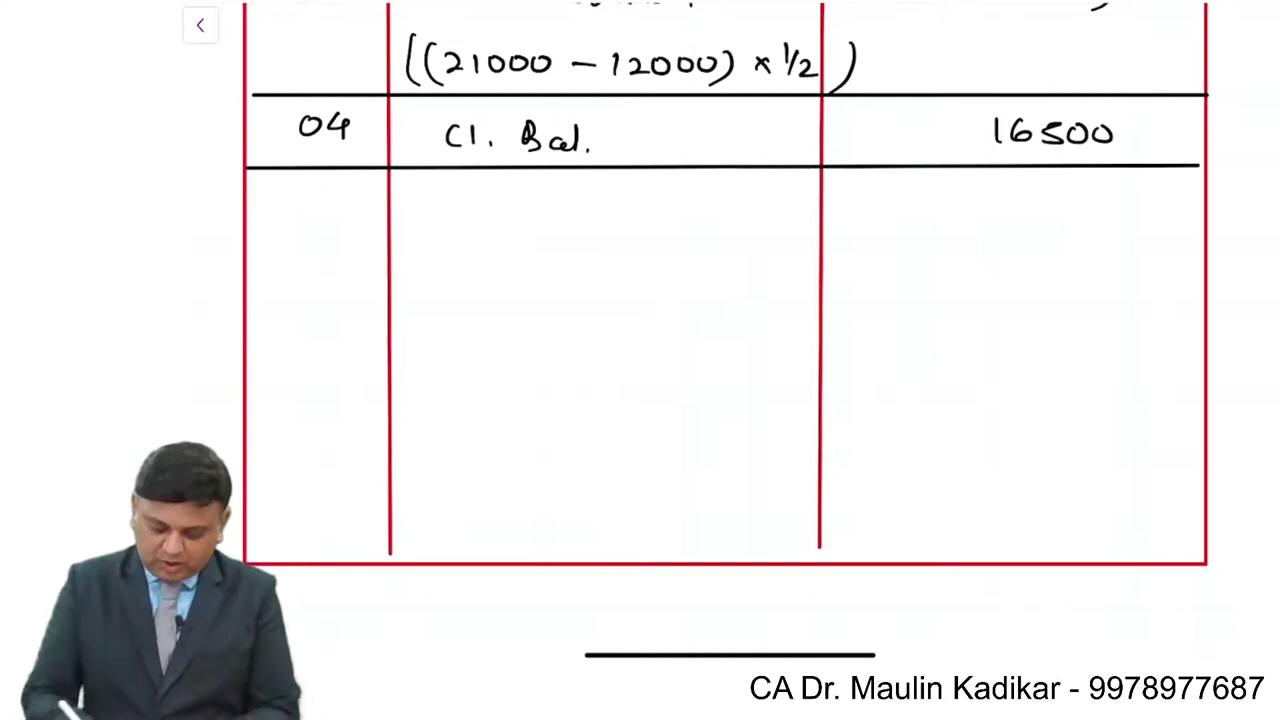 ((21000 - 12000) × 1/2)
04 Cl. Bal. 16500
CA Dr. Maulin Kadikar - 9978977687